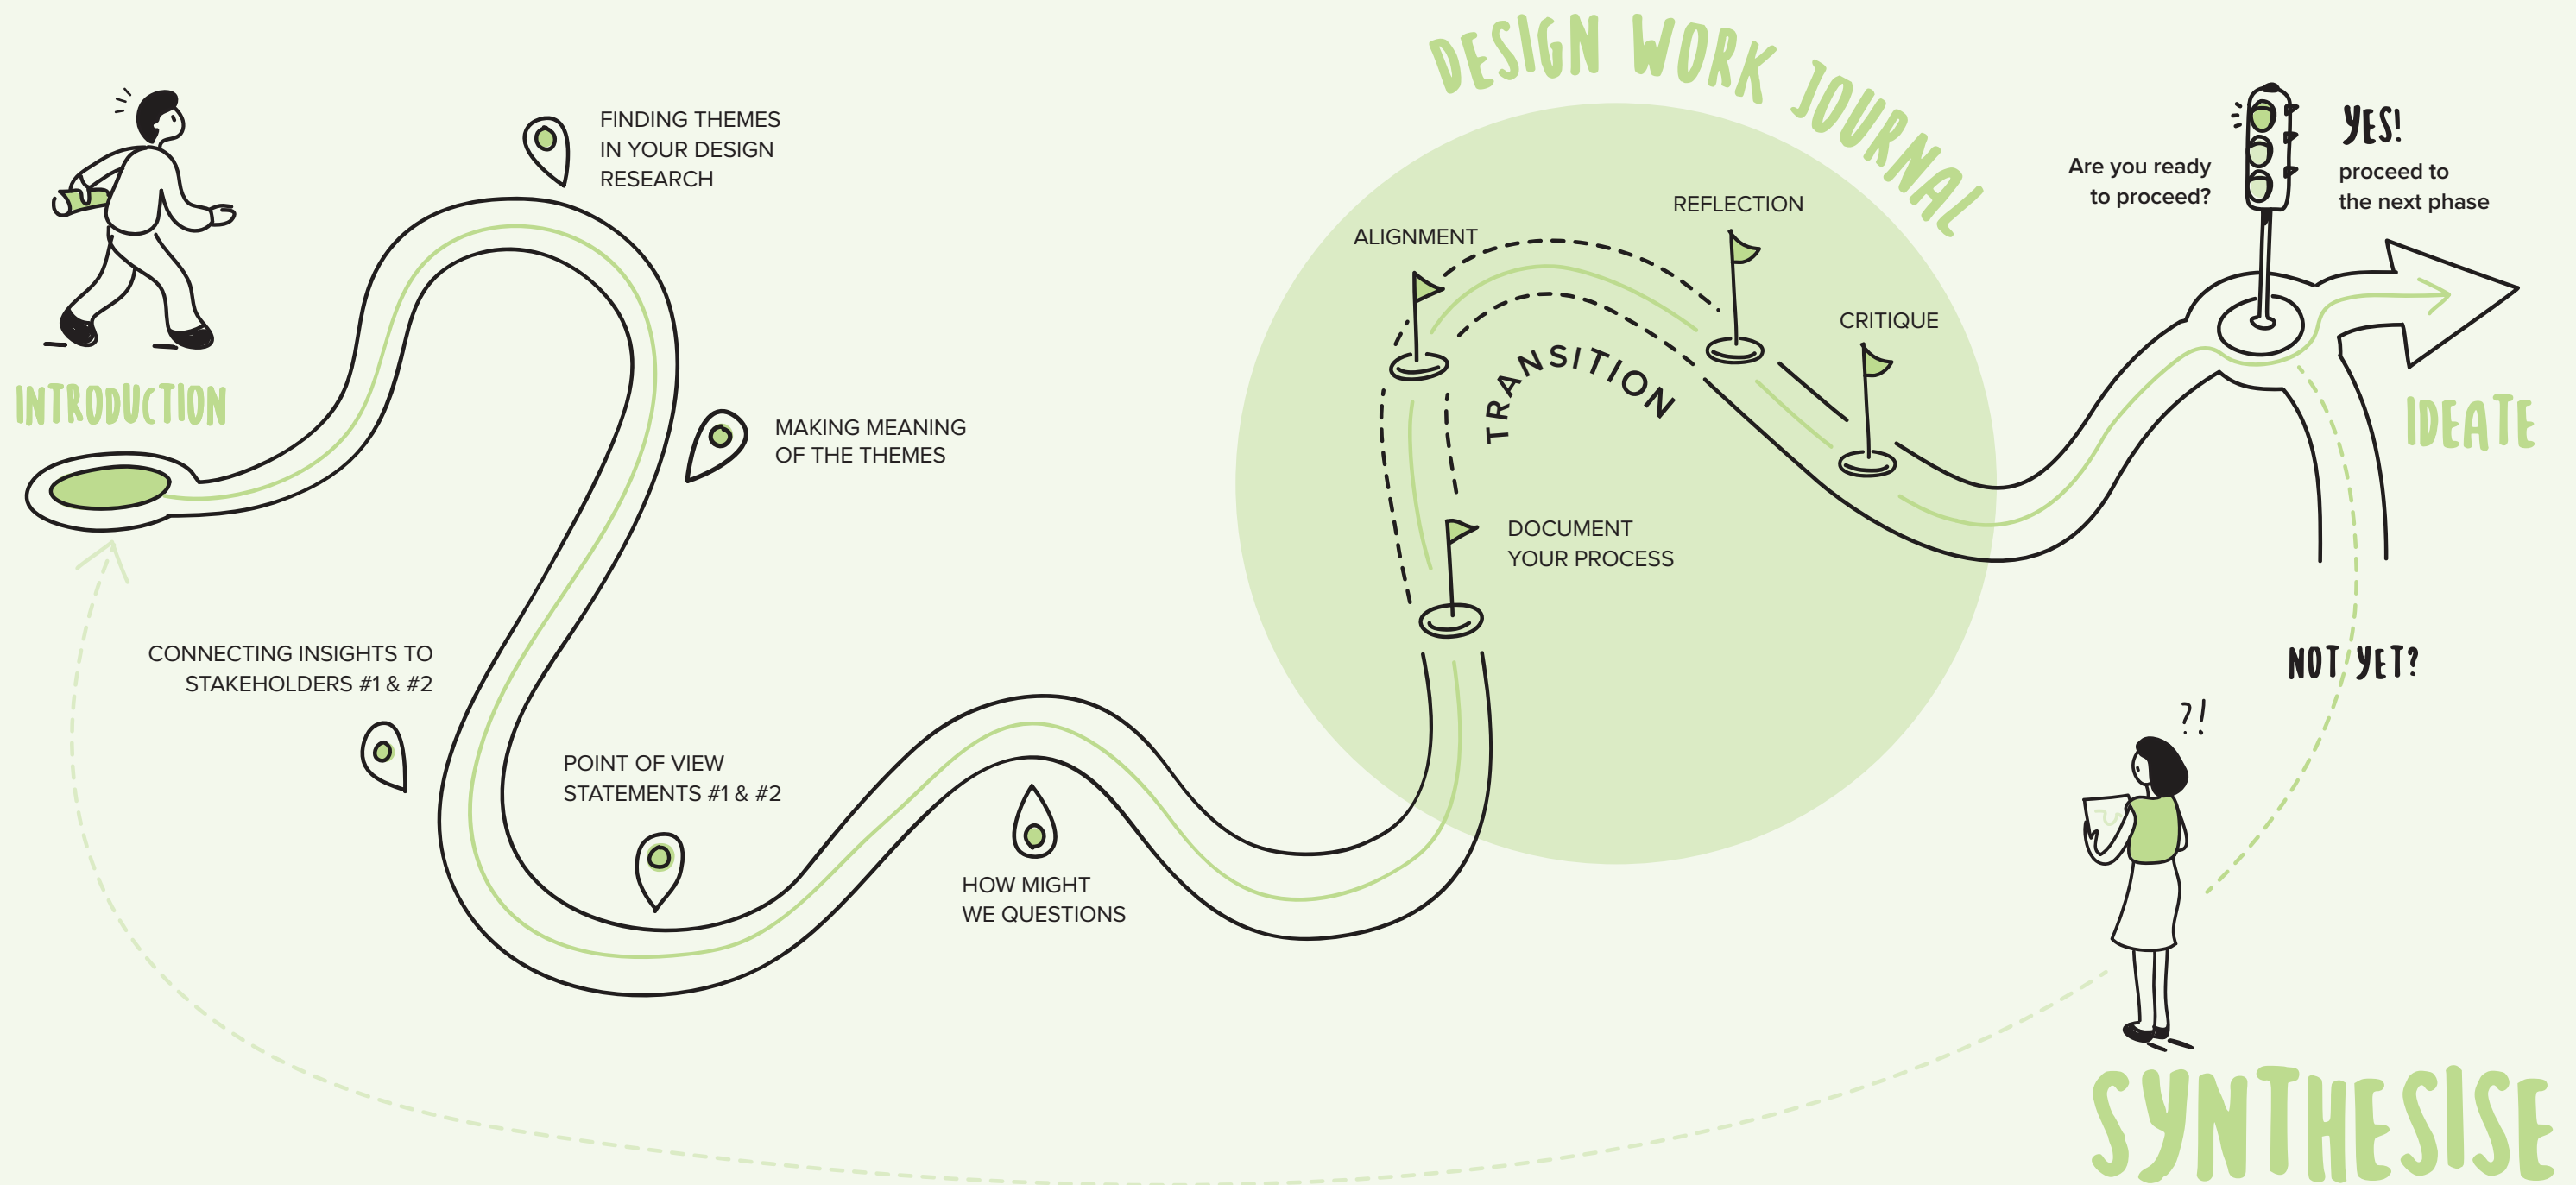 INTRODUCTION
FINDING THEMES
IN YOUR DESIGN
RESEARCH
MAKING MEANING
OF THE THEMES
CONNECTING INSIGHTS TO
STAKEHOLDERS #1 & #2
POINT OF VIEW
STATEMENTS #1 & #2
HOW MIGHT
WE QUESTIONS
DESIGN WORK JOURNAL
DOCUMENT
YOUR PROCESS
ALIGNMENT
TRANSITION
REFLECTION
CRITIQUE
Are you ready
to proceed?
YES!
proceed to
the next phase
IDEATE
NOT YET?
?!
SYNTHESISE